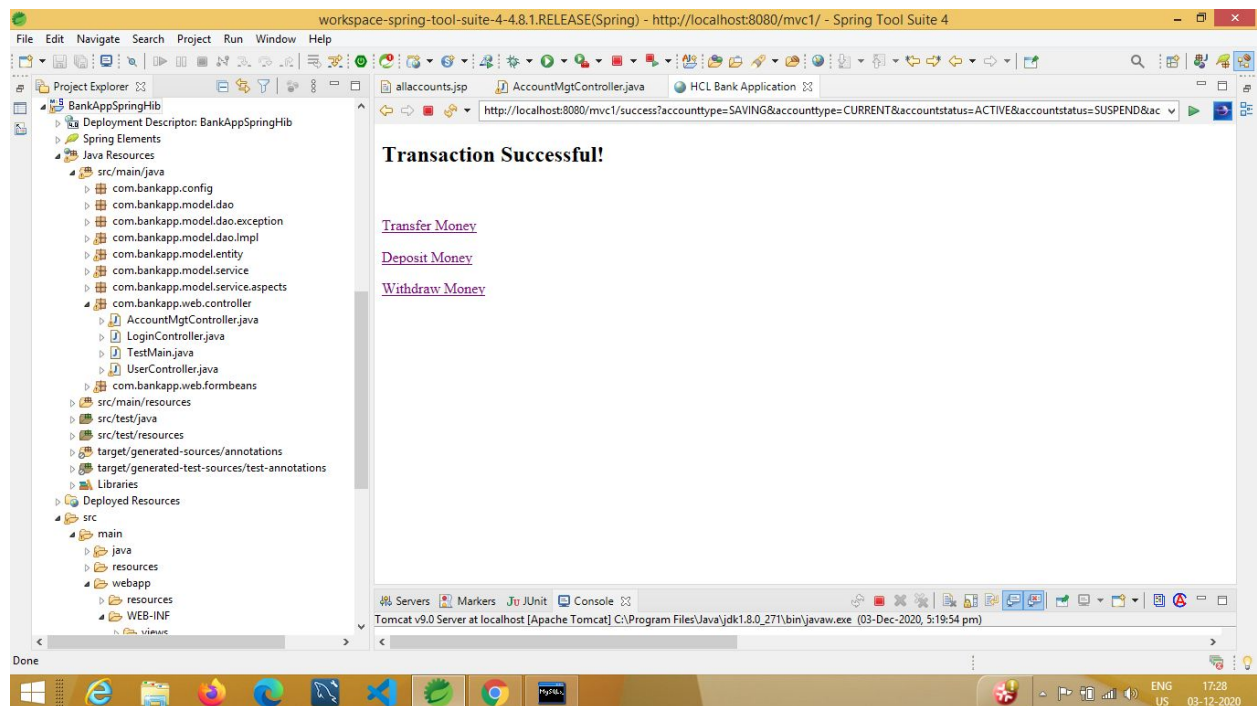 workspace-spring-tool-suite-4-4.8.1.RELEASE(Spring) - http://localhost:8080/mvc1/ - Spring Tool Suite 4
File Edit Navigate Search Project Run Window Help
Project Explorer
allaccounts.jsp
AccountMgtController.java
HCL Bank Application
BankAppSpringHib
Deployment Descriptor: BankAppSpringHib
Spring Elements
Java Resources
src/main/java
com.bankapp.config
com.bankapp.model.dao
com.bankapp.model.dao.exception
com.bankapp.model.dao.Impl
com.bankapp.model.entity
com.bankapp.model.service
com.bankapp.model.service.aspects
com.bankapp.web.controller
AccountMgtController.java
LoginController.java
TestMain.java
UserController.java
com.bankapp.web.formbeans
src/main/resources
src/test/java
src/test/resources
target/generated-sources/annotations
target/generated-test-sources/test-annotations
Libraries
Deployed Resources
src
main
java
resources
webapp
resources
WEB-INF
views
http://localhost:8080/mvc1/success?accounttype=SAVING&accounttype=CURRENT&accountstatus=ACTIVE&accountstatus=SUSPEND&ac
Transaction Successful!
Transfer Money
Deposit Money
Withdraw Money
Servers Markers JUnit Console
Tomcat v9.0 Server at localhost [Apache Tomcat] C:\Program Files\Java\jdk1.8.0_271\bin\javaw.exe (03-Dec-2020, 5:19:54 pm)
Done
ENG 17:28
US 03-12-2020